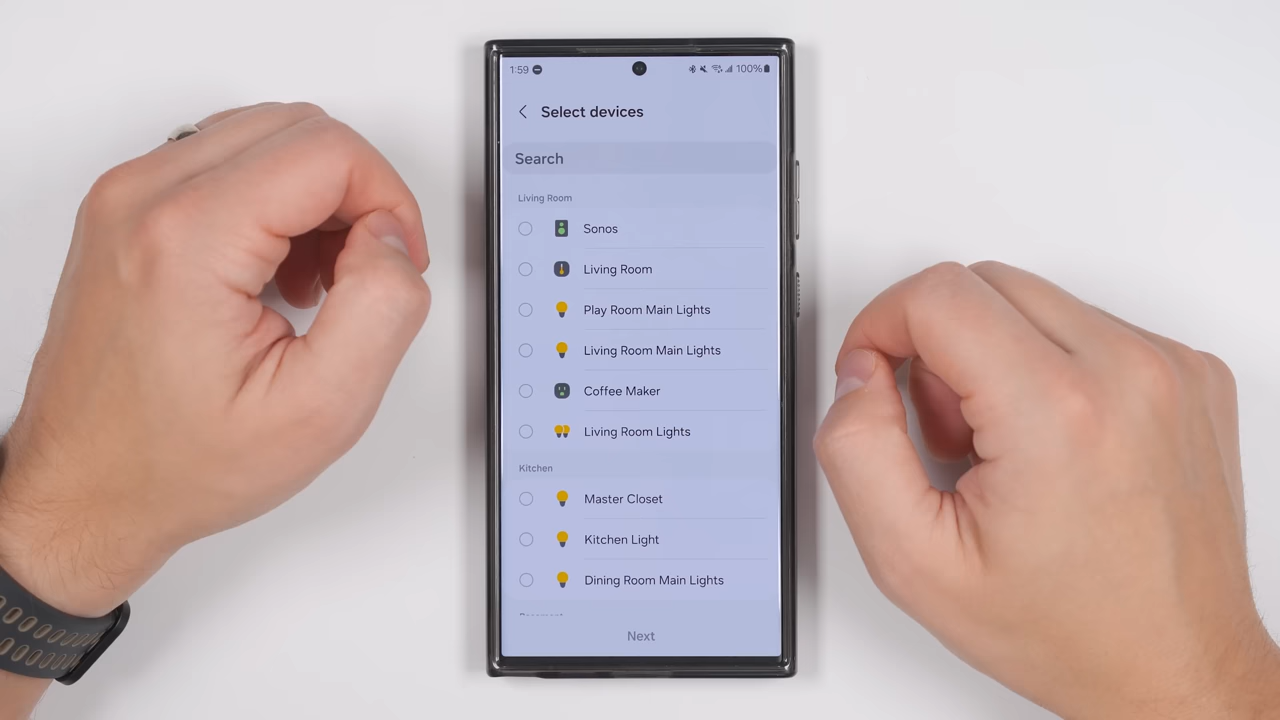 1:59 100%
Select devices
Search
Living Room
Sonos
Living Room
Play Room Main Lights
Living Room Main Lights
Coffee Maker
Living Room Lights
Kitchen
Master Closet
Kitchen Light
Dining Room Main Lights
Next